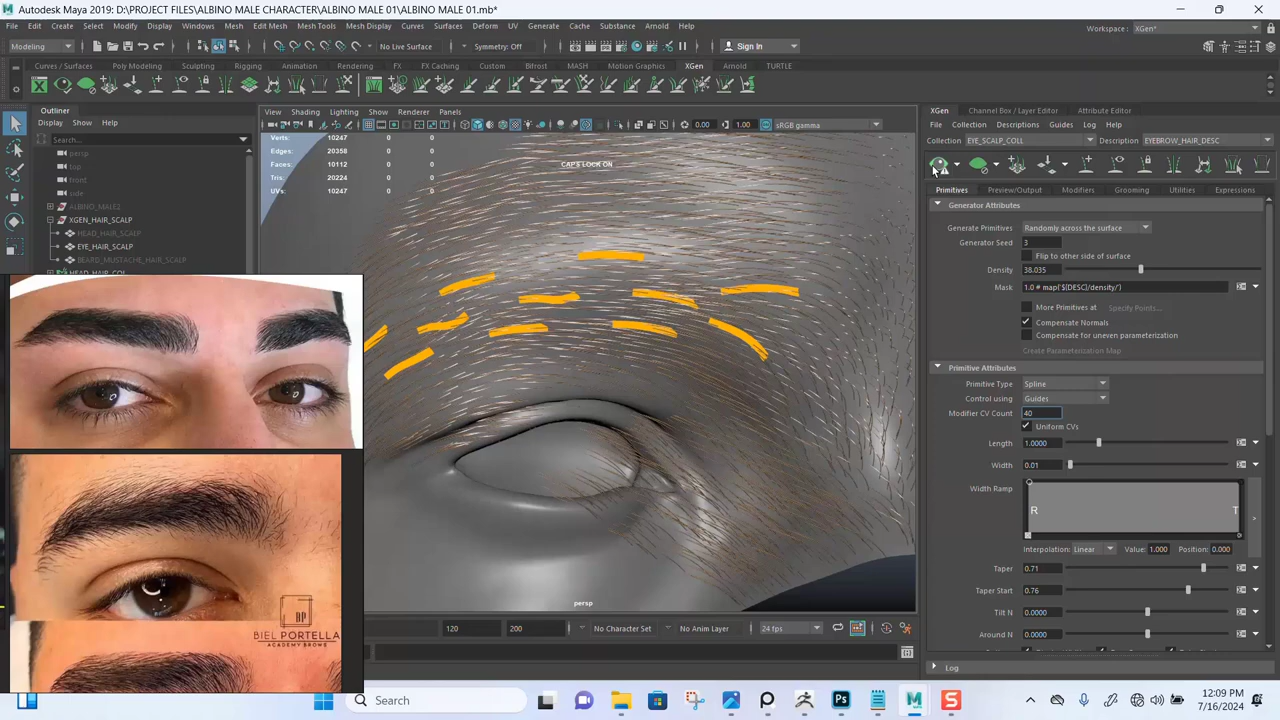 Autodesk Maya 2019: D:\PROJECT FILES\ALBINO MALE CHARACTER\ALBINO MALE 01\ALBINO MALE 01.mb*
File Edit Create Select Modify Display Windows Mesh Edit Mesh Mesh Tools Mesh Display Curves Surfaces Deform UV Generate Cache Substance Arnold Help
Workspace : XGen*
Modeling No Live Surface Symmetry: Off Sign In
Curves / Surfaces Poly Modeling Sculpting Rigging Animation Rendering FX FX Caching Custom Bifrost MASH Motion Graphics XGen Arnold TURTLE
Outliner
Display Show Help
Search...
persp
top
front
side
ALBINO_MALE2
XGEN_HAIR_SCALP
HEAD_HAIR_SCALP
EYE_HAIR_SCALP
BEARD_MUSTACHE_HAIR_SCALP
HEAD_HAIR_COL
View Shading Lighting Show Renderer Panels
0.00 1.00 sRGB gamma
Verts: 10247 0 0
Edges: 20358 0 0
Faces: 10112 0 0
Tris: 20224 0 0
UVs: 10247 0 0
CAPS LOCK ON
persp
BP
BIEL PORTELLA
ACADEMY BROWS
120 200 No Character Set No Anim Layer 24 fps
XGen Channel Box / Layer Editor Attribute Editor
File Collection Descriptions Guides Log Help
Collection EYE_SCALP_COLL Description EYEBROW_HAIR_DESC
Primitives Preview/Output Modifiers Grooming Utilities Expressions
Generator Attributes
Generate Primitives Randomly across the surface
Generator Seed 3
Flip to other side of surface
Density 38.035
Mask 1.0 # map('${DESC}/density/')
More Primitives at Specify Points...
Compensate Normals
Compensate for uneven parameterization
Create Parameterization Map
Primitive Attributes
Primitive Type Spline
Control using Guides
Modifier CV Count 40
Uniform CVs
Length 1.0000
Width 0.01
Width Ramp R T
Interpolation: Linear Value: 1.000 Position: 0.000
Taper 0.71
Taper Start 0.76
Tilt N 0.0000
Around N 0.0000
Log
Search
12:09 PM
7/16/2024